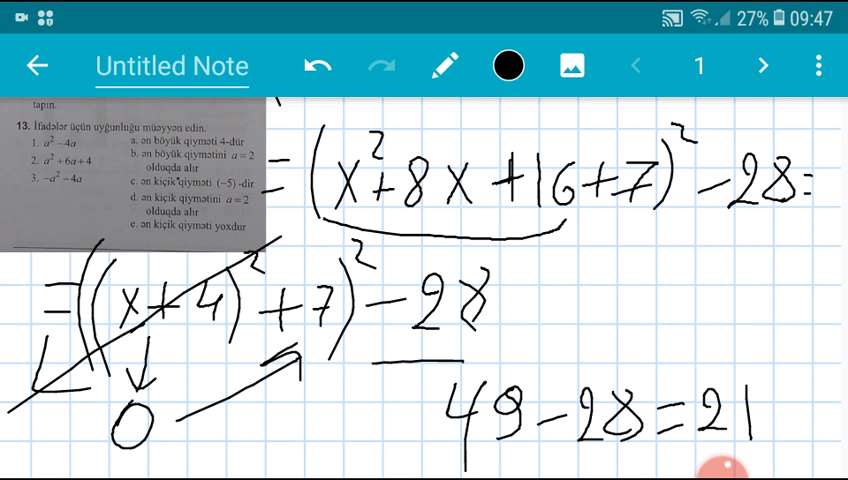 27% 09:47
Untitled Note 1
tapın.
13. İfadələr üçün uyğunluğu müəyyən edin.
1. a² − 4a
2. a² + 6a + 4
3. −a² − 4a
a. ən böyük qiyməti 4-dür
b. ən böyük qiymətini a = 2
olduqda alır
c. ən kiçik qiyməti (−5)-dir
d. ən kiçik qiymətini a = 2
olduqda alır
e. ən kiçik qiyməti yoxdur
= (x² + 8x + 16 + 7)² − 28 =
= ((x + 4)² + 7)² − 28
0
49 − 28 = 21